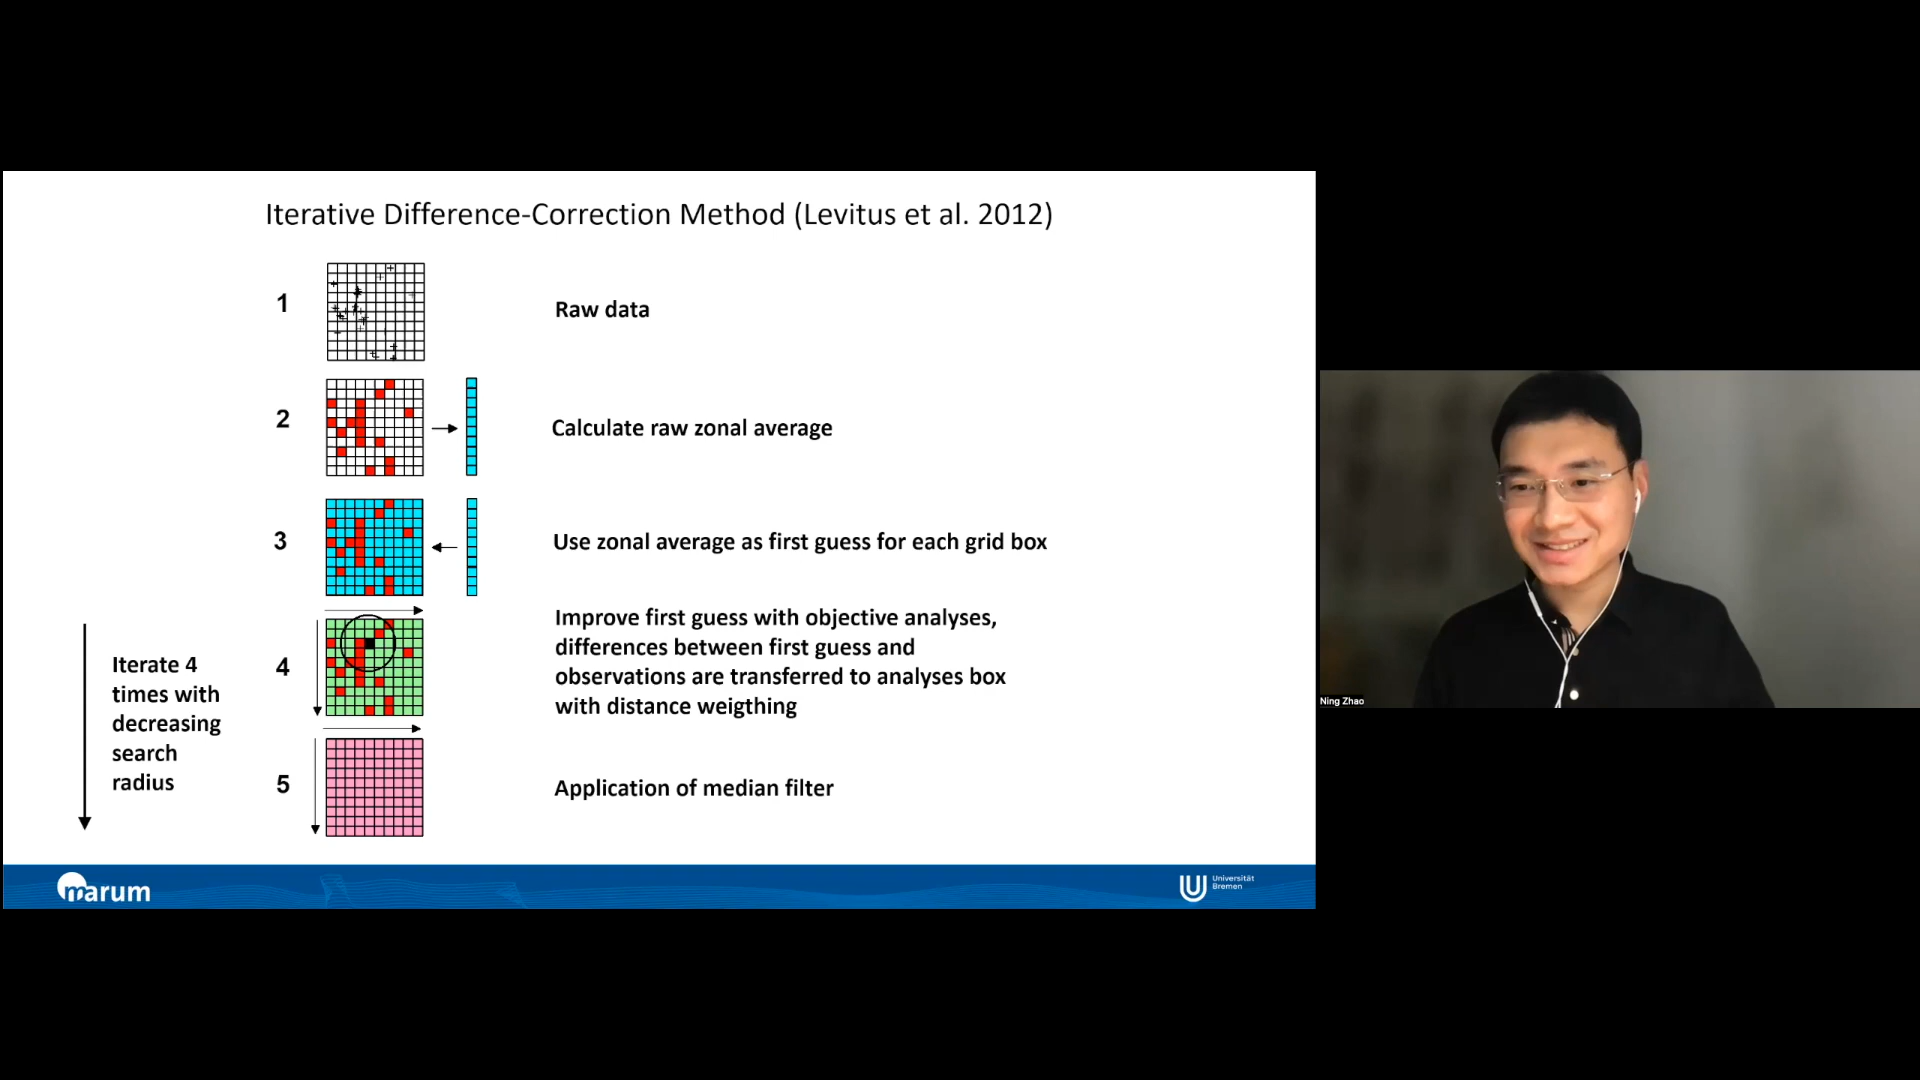 Iterative Difference-Correction Method (Levitus et al. 2012)
1
Raw data
2
Calculate raw zonal average
3
Use zonal average as first guess for each grid box
Iterate 4
times with
decreasing
search
radius
4
Improve first guess with objective analyses,
differences between first guess and
observations are transferred to analyses box
with distance weigthing
5
Application of median filter
marum
Universität
Bremen
Ning Zhao